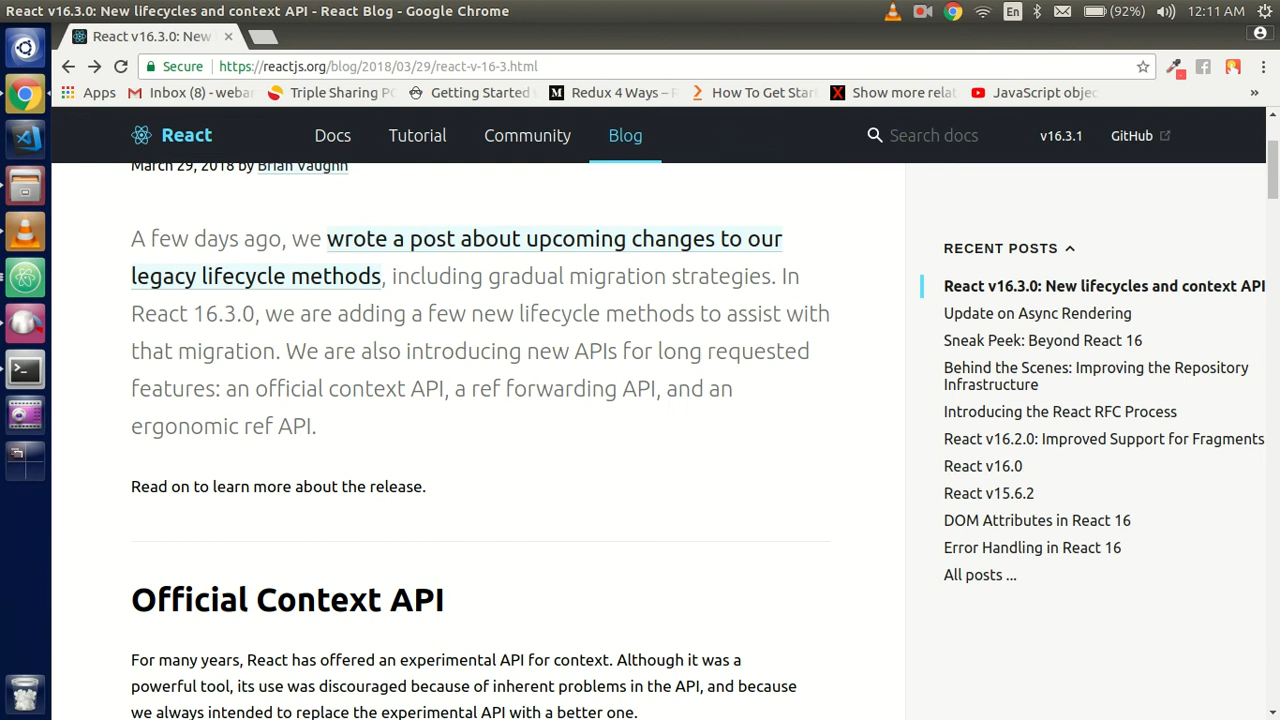 React v16.3.0: New lifecycles and context API - React Blog - Google Chrome
En
(92%)
12:11 AM
React v16.3.0: New
Secure
https://reactjs.org/blog/2018/03/29/react-v-16-3.html
Apps
Inbox (8) - webar
Triple Sharing PC
Getting Started
Redux 4 Ways –
How To Get Star
Show more relat
JavaScript objec
»
React
Docs
Tutorial
Community
Blog
Search docs
v16.3.1
GitHub
March 29, 2018 by Brian Vaughn
A few days ago, we wrote a post about upcoming changes to our
legacy lifecycle methods, including gradual migration strategies. In
React 16.3.0, we are adding a few new lifecycle methods to assist with
that migration. We are also introducing new APIs for long requested
features: an official context API, a ref forwarding API, and an
ergonomic ref API.
Read on to learn more about the release.
Official Context API
For many years, React has offered an experimental API for context. Although it was a
powerful tool, its use was discouraged because of inherent problems in the API, and because
we always intended to replace the experimental API with a better one.
RECENT POSTS
React v16.3.0: New lifecycles and context API
Update on Async Rendering
Sneak Peek: Beyond React 16
Behind the Scenes: Improving the Repository
Infrastructure
Introducing the React RFC Process
React v16.2.0: Improved Support for Fragments
React v16.0
React v15.6.2
DOM Attributes in React 16
Error Handling in React 16
All posts ...